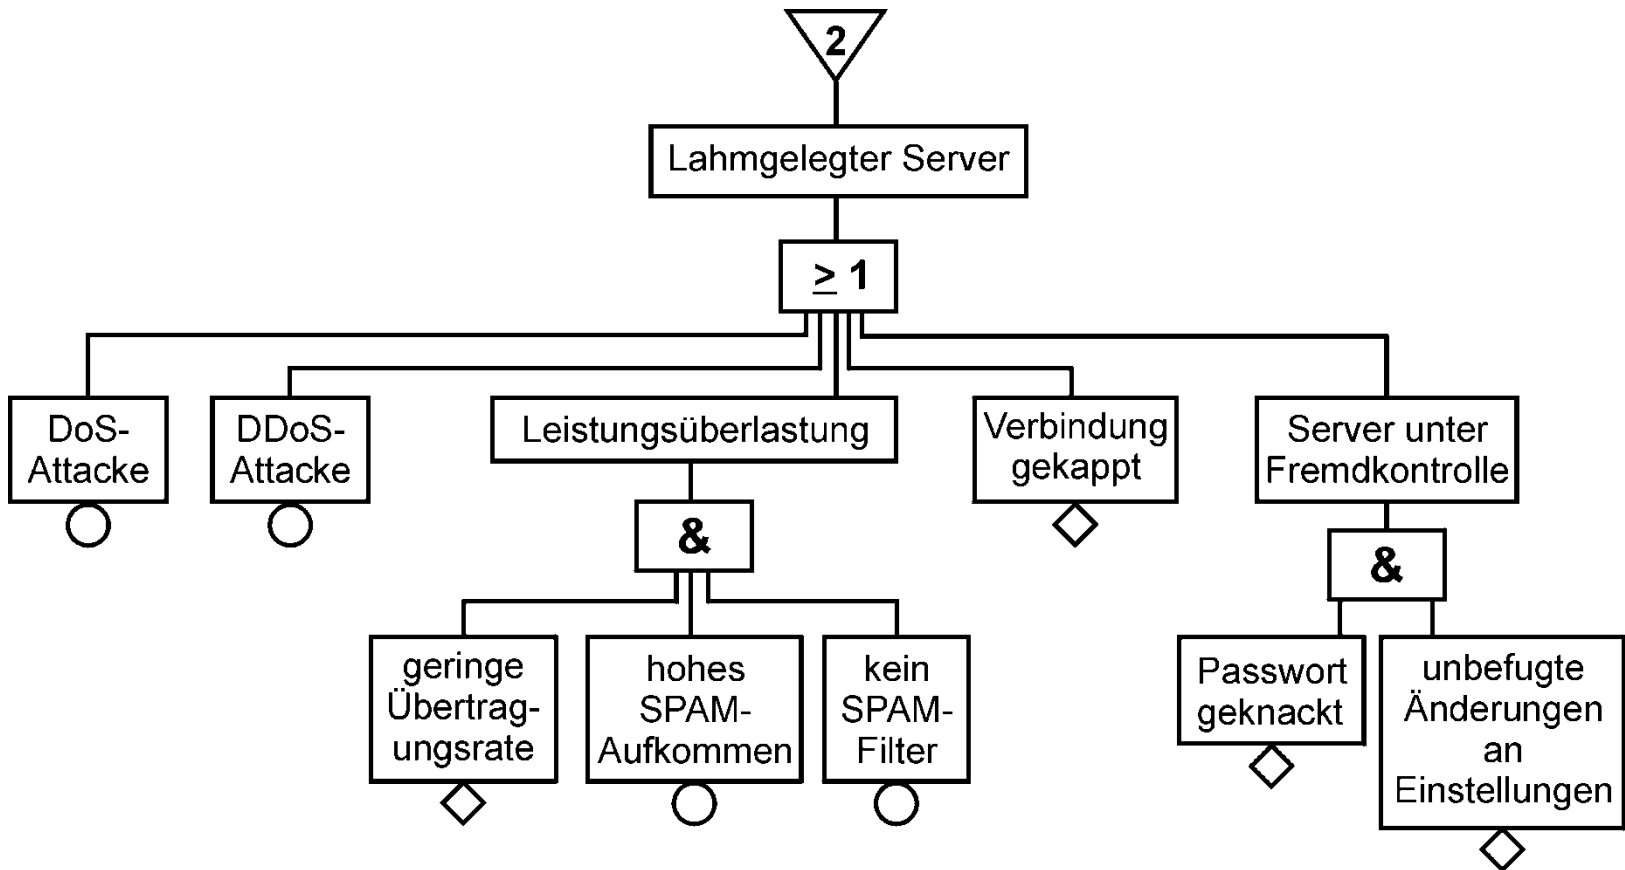 2
Lahmgelegter Server
≥ 1
DoS-
Attacke
DDoS-
Attacke
Leistungsüberlastung
Verbindung
gekappt
Server unter
Fremdkontrolle
&
&
geringe
Übertrag-
ungsrate
hohes
SPAM-
Aufkommen
kein
SPAM-
Filter
Passwort
geknackt
unbefugte
Änderungen
an
Einstellungen